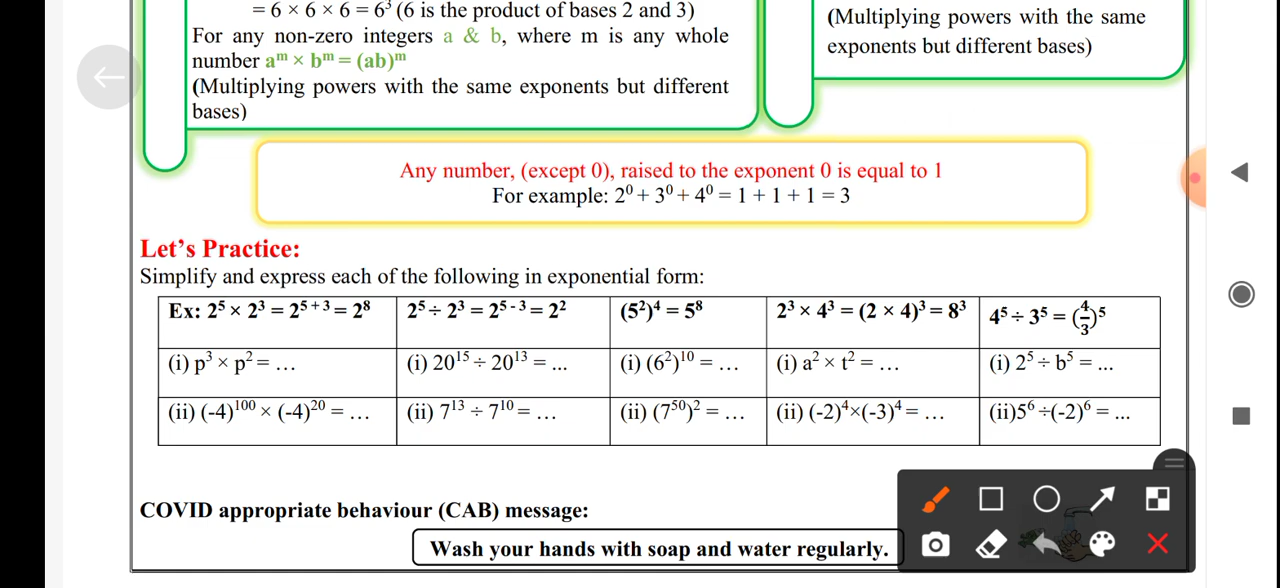 = 6 × 6 × 6 = 6³ (6 is the product of bases 2 and 3)
For any non-zero integers a & b, where m is any whole
number aᵐ × bᵐ = (ab)ᵐ
(Multiplying powers with the same exponents but different
bases)
(Multiplying powers with the same
exponents but different bases)
Any number, (except 0), raised to the exponent 0 is equal to 1
For example: 2⁰ + 3⁰ + 4⁰ = 1 + 1 + 1 = 3
Let's Practice:
Simplify and express each of the following in exponential form:
Ex: 2⁵ × 2³ = 2⁵ ⁺ ³ = 2⁸ 2⁵ ÷ 2³ = 2⁵ ⁻ ³ = 2² (5²)⁴ = 5⁸ 2³ × 4³ = (2 × 4)³ = 8³ 4⁵ ÷ 3⁵ = (4/3)⁵
(i) p³ × p² = … (i) 20¹⁵ ÷ 20¹³ = ... (i) (6²)¹⁰ = … (i) a² × t² = … (i) 2⁵ ÷ b⁵ = ...
(ii) (-4)¹⁰⁰ × (-4)²⁰ = … (ii) 7¹³ ÷ 7¹⁰ = … (ii) (7⁵⁰)² = … (ii) (-2)⁴×(-3)⁴ = … (ii)5⁶ ÷(-2)⁶ = ...
COVID appropriate behaviour (CAB) message:
Wash your hands with soap and water regularly.